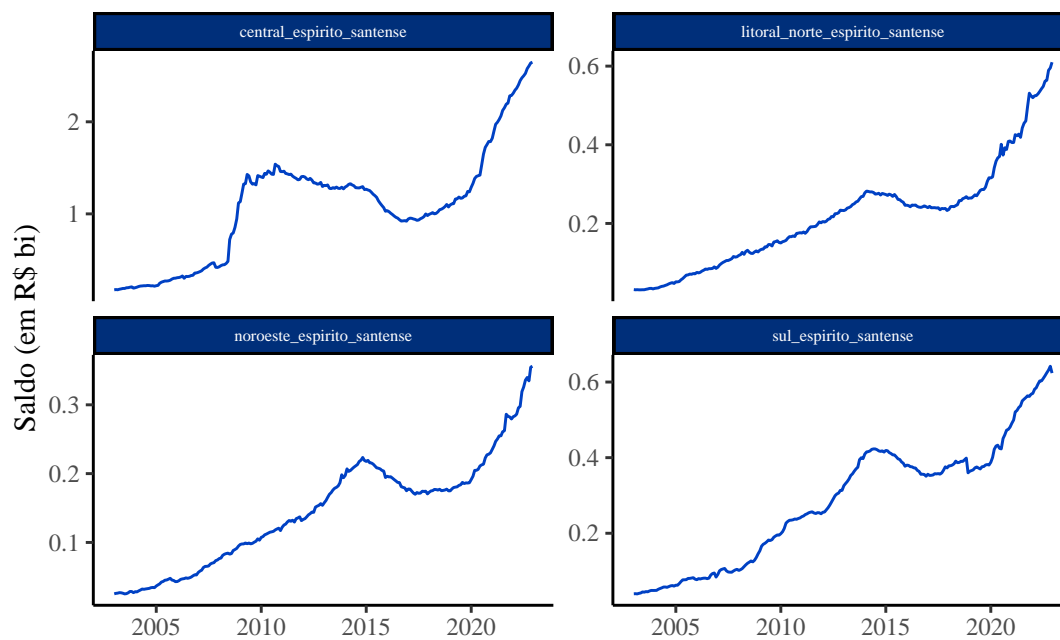 central_espirito_santense
litoral_norte_espirito_santense
2
1
0.6
0.4
0.2
noroeste_espirito_santense
sul_espirito_santense
0.3
0.2
0.1
0.6
0.4
0.2
2005 2010 2015 2020
2005 2010 2015 2020
Saldo (em R$ bi)